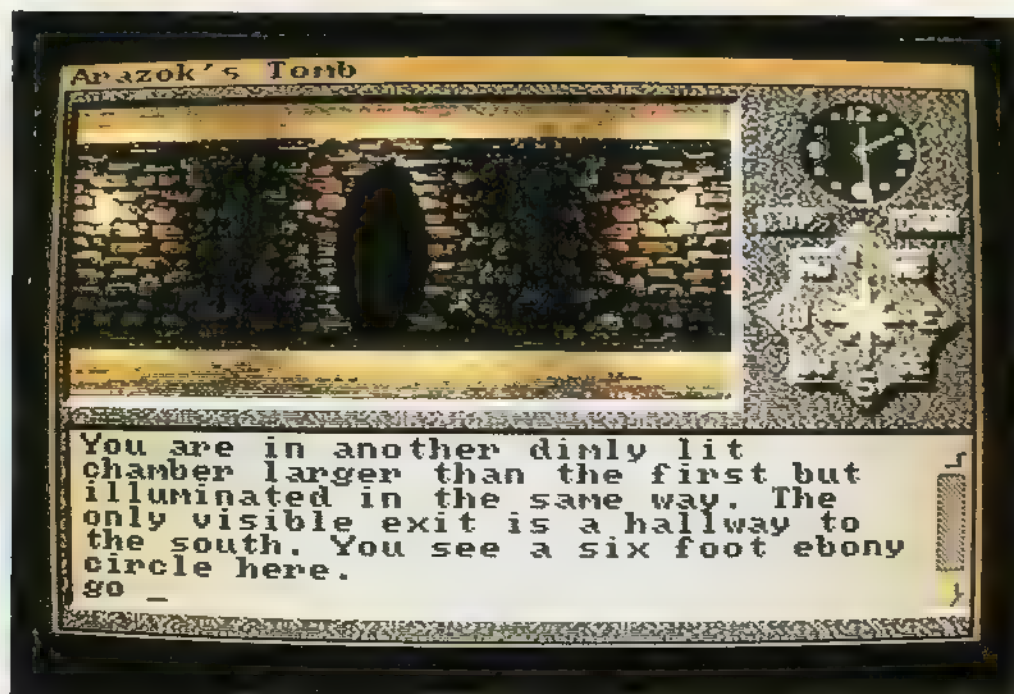 Arazok's Tomb
12
You are in another dimly lit
chamber larger than the first but
illuminated in the same way. The
only visible exit is a hallway to
the south. You see a six foot ebony
circle here.
go _